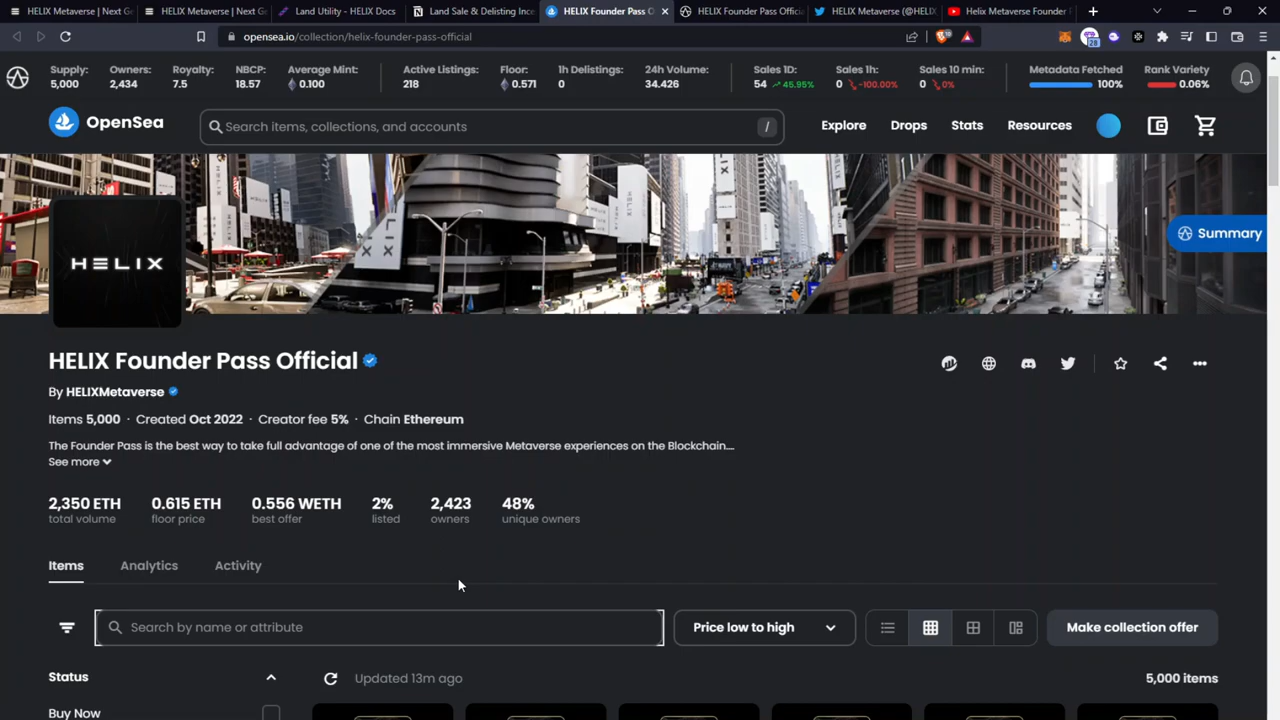 HELIX Metaverse | Next Ge
HELIX Metaverse | Next Ge
Land Utility - HELIX Docs
Land Sale & Delisting Ince
HELIX Founder Pass O
HELIX Founder Pass Offici
HELIX Metaverse (@HELIX
Helix Metaverse Founder
opensea.io/collection/helix-founder-pass-official
28
Supply: 5,000
Owners: 2,434
Royalty: 7.5
NBCP: 18.57
Average Mint: 0.100
Active Listings: 218
Floor: 0.571
1h Delistings: 0
24h Volume: 34.426
Sales 1D: 54 45.95%
Sales 1h: 0 -100.00%
Sales 10 min: 0 0%
Metadata Fetched 100%
Rank Variety 0.06%
OpenSea
Search items, collections, and accounts
/
Explore
Drops
Stats
Resources
HELIX
Summary
HELIX Founder Pass Official
By HELIXMetaverse
Items 5,000 · Created Oct 2022 · Creator fee 5% · Chain Ethereum
The Founder Pass is the best way to take full advantage of one of the most immersive Metaverse experiences on the Blockchain....
See more
2,350 ETH
total volume
0.615 ETH
floor price
0.556 WETH
best offer
2%
listed
2,423
owners
48%
unique owners
Items
Analytics
Activity
Search by name or attribute
Price low to high
Make collection offer
Status
Updated 13m ago
5,000 items
Buy Now